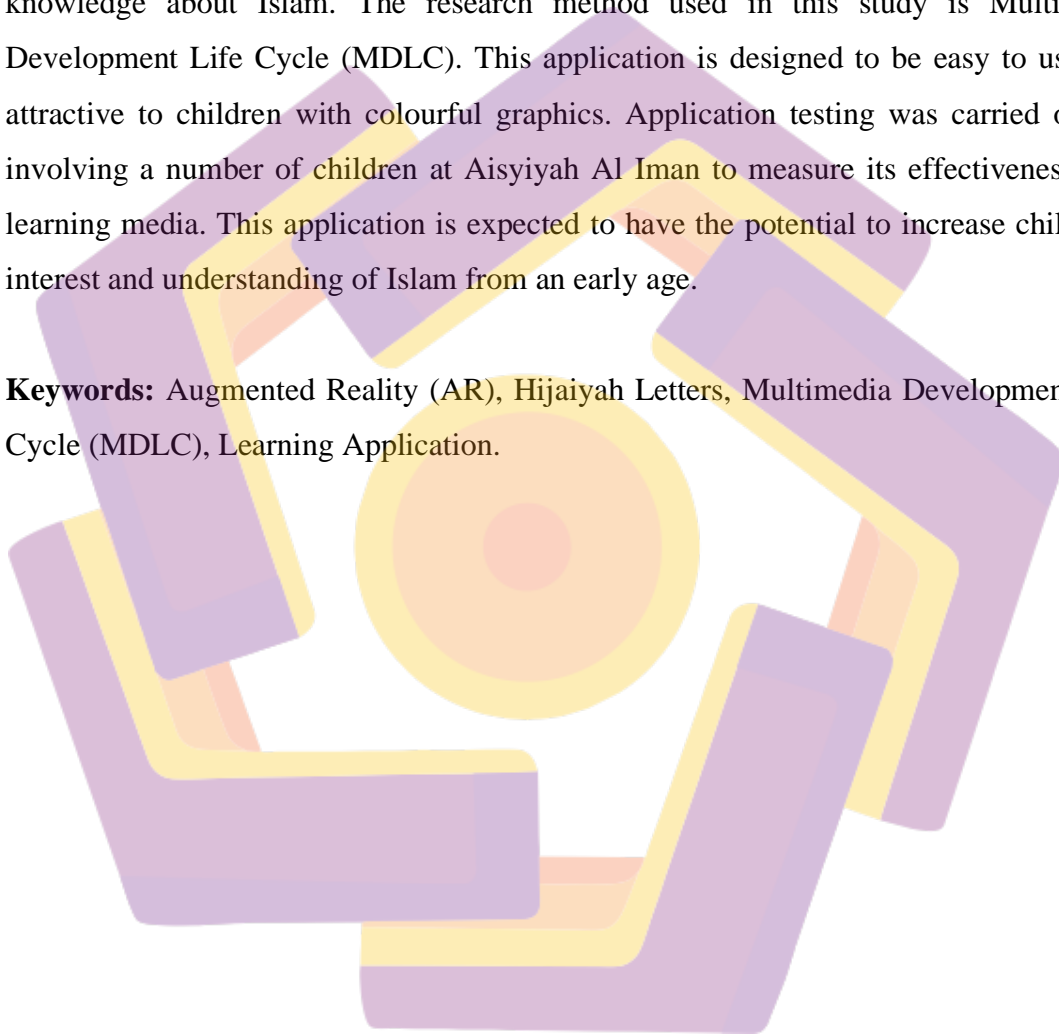 knowledge about Islam. The research method used in this study is Multi
Development Life Cycle (MDLC). This application is designed to be easy to us
attractive to children with colourful graphics. Application testing was carried o
involving a number of children at Aisyiyah Al Iman to measure its effectivenes
learning media. This application is expected to have the potential to increase chil
interest and understanding of Islam from an early age.
Keywords: Augmented Reality (AR), Hijaiyah Letters, Multimedia Developmen
Cycle (MDLC), Learning Application.